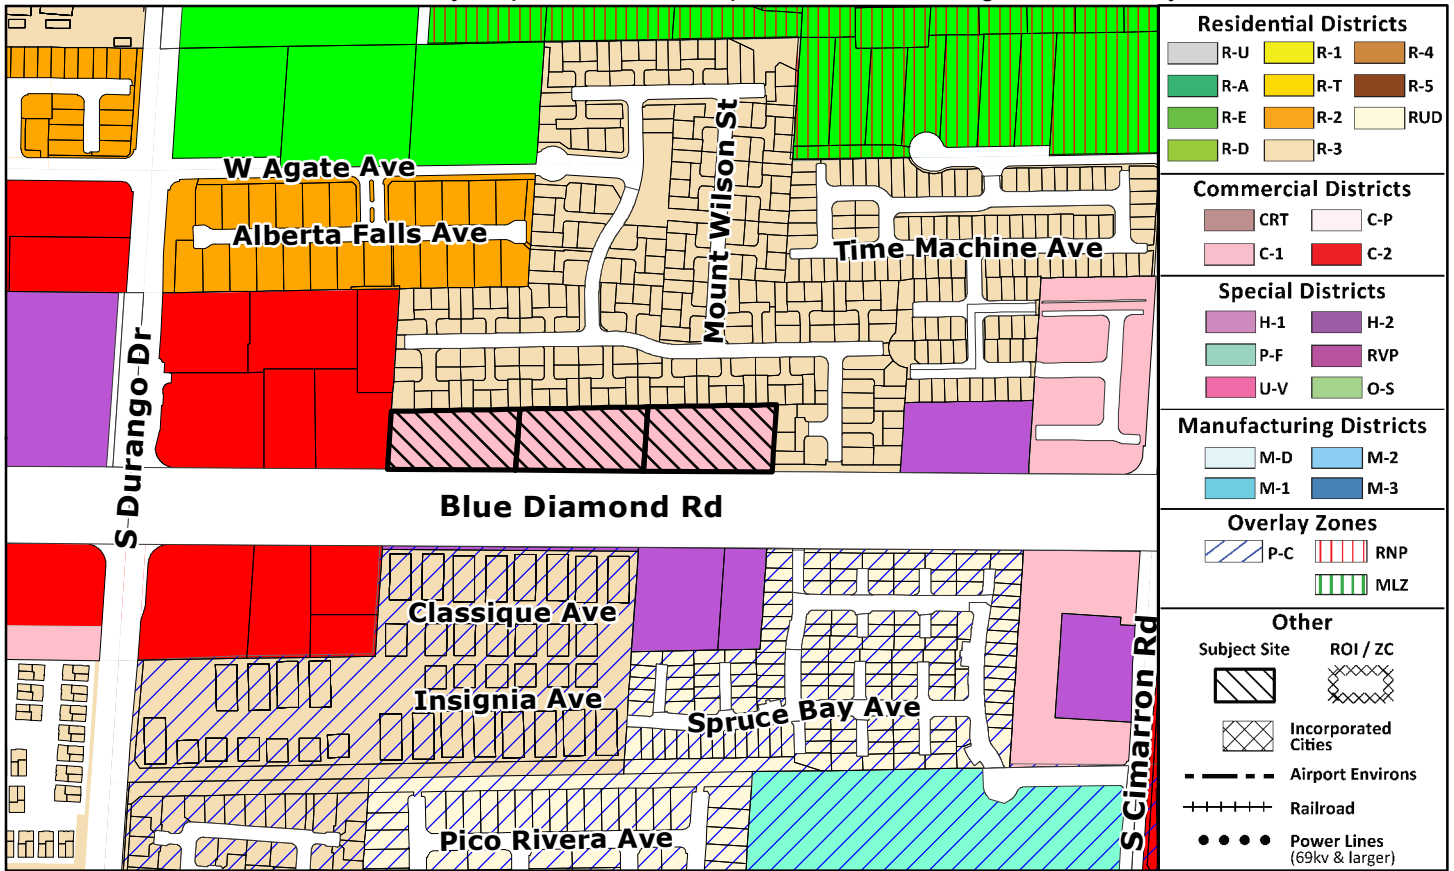 W Agate Ave
Alberta Falls Ave
Mount Wilson St
Time Machine Ave
S Durango Dr
Blue Diamond Rd
Classique Ave
Insignia Ave
Spruce Bay Ave
Pico Rivera Ave
S Cimarron Rd
Residential Districts
R-U R-1 R-4
R-A R-T R-5
R-E R-2 RUD
R-D R-3
Commercial Districts
CRT C-P
C-1 C-2
Special Districts
H-1 H-2
P-F RVP
U-V O-S
Manufacturing Districts
M-D M-2
M-1 M-3
Overlay Zones
P-C RNP
MLZ
Other
Subject Site ROI / ZC
Incorporated
Cities
Airport Environs
Railroad
Power Lines
(69kv & larger)